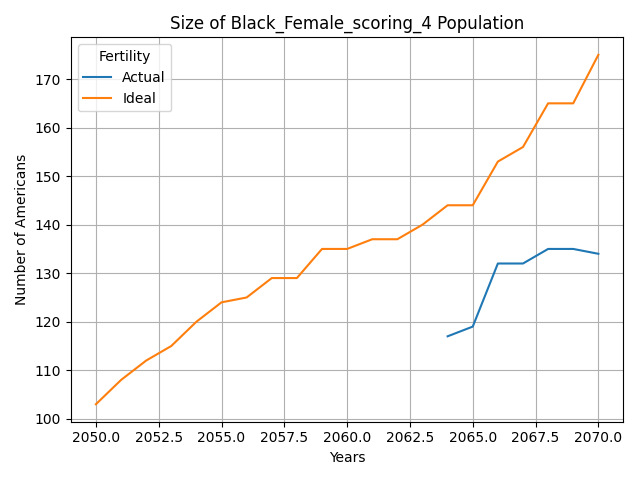 Size of Black_Female_scoring_4 Population
Fertility
Actual
Ideal
Number of Americans
170
160
150
140
130
120
110
100
2050.0 2052.5 2055.0 2057.5 2060.0 2062.5 2065.0 2067.5 2070.0
Years